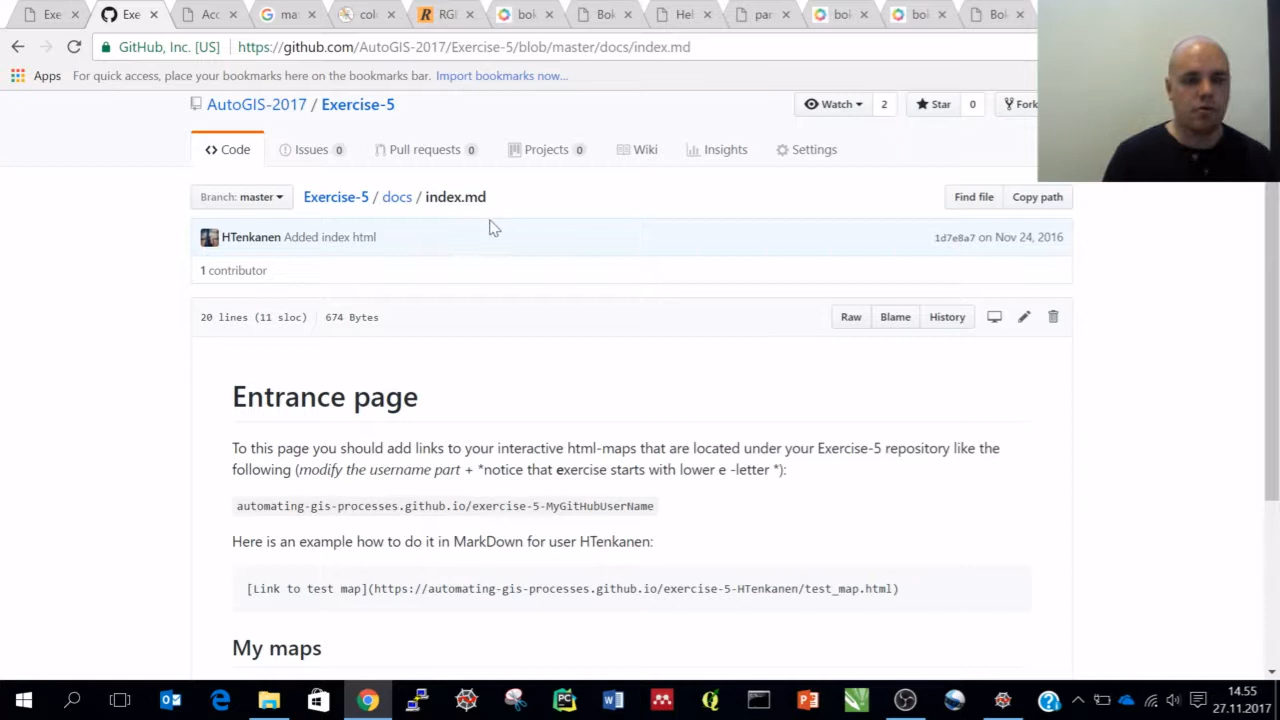 Exe
Exe
Acc
ma
col
RGI
bok
Bok
Hel
par
bok
bok
Bok
GitHub, Inc. [US]
https://github.com/AutoGIS-2017/Exercise-5/blob/master/docs/index.md
Apps
For quick access, place your bookmarks here on the bookmarks bar.
Import bookmarks now...
AutoGIS-2017 / Exercise-5
Watch 2
Star 0
Fork
<> Code
Issues 0
Pull requests 0
Projects 0
Wiki
Insights
Settings
Branch: master
Exercise-5 / docs / index.md
Find file
Copy path
HTenkanen Added index html
1d7e8a7 on Nov 24, 2016
1 contributor
20 lines (11 sloc)
674 Bytes
Raw
Blame
History
Entrance page
To this page you should add links to your interactive html-maps that are located under your Exercise-5 repository like the
following (modify the username part + *notice that exercise starts with lower e -letter *):
automating-gis-processes.github.io/exercise-5-MyGitHubUserName
Here is an example how to do it in MarkDown for user HTenkanen:
[Link to test map](https://automating-gis-processes.github.io/exercise-5-HTenkanen/test_map.html)
My maps
14.55
27.11.2017